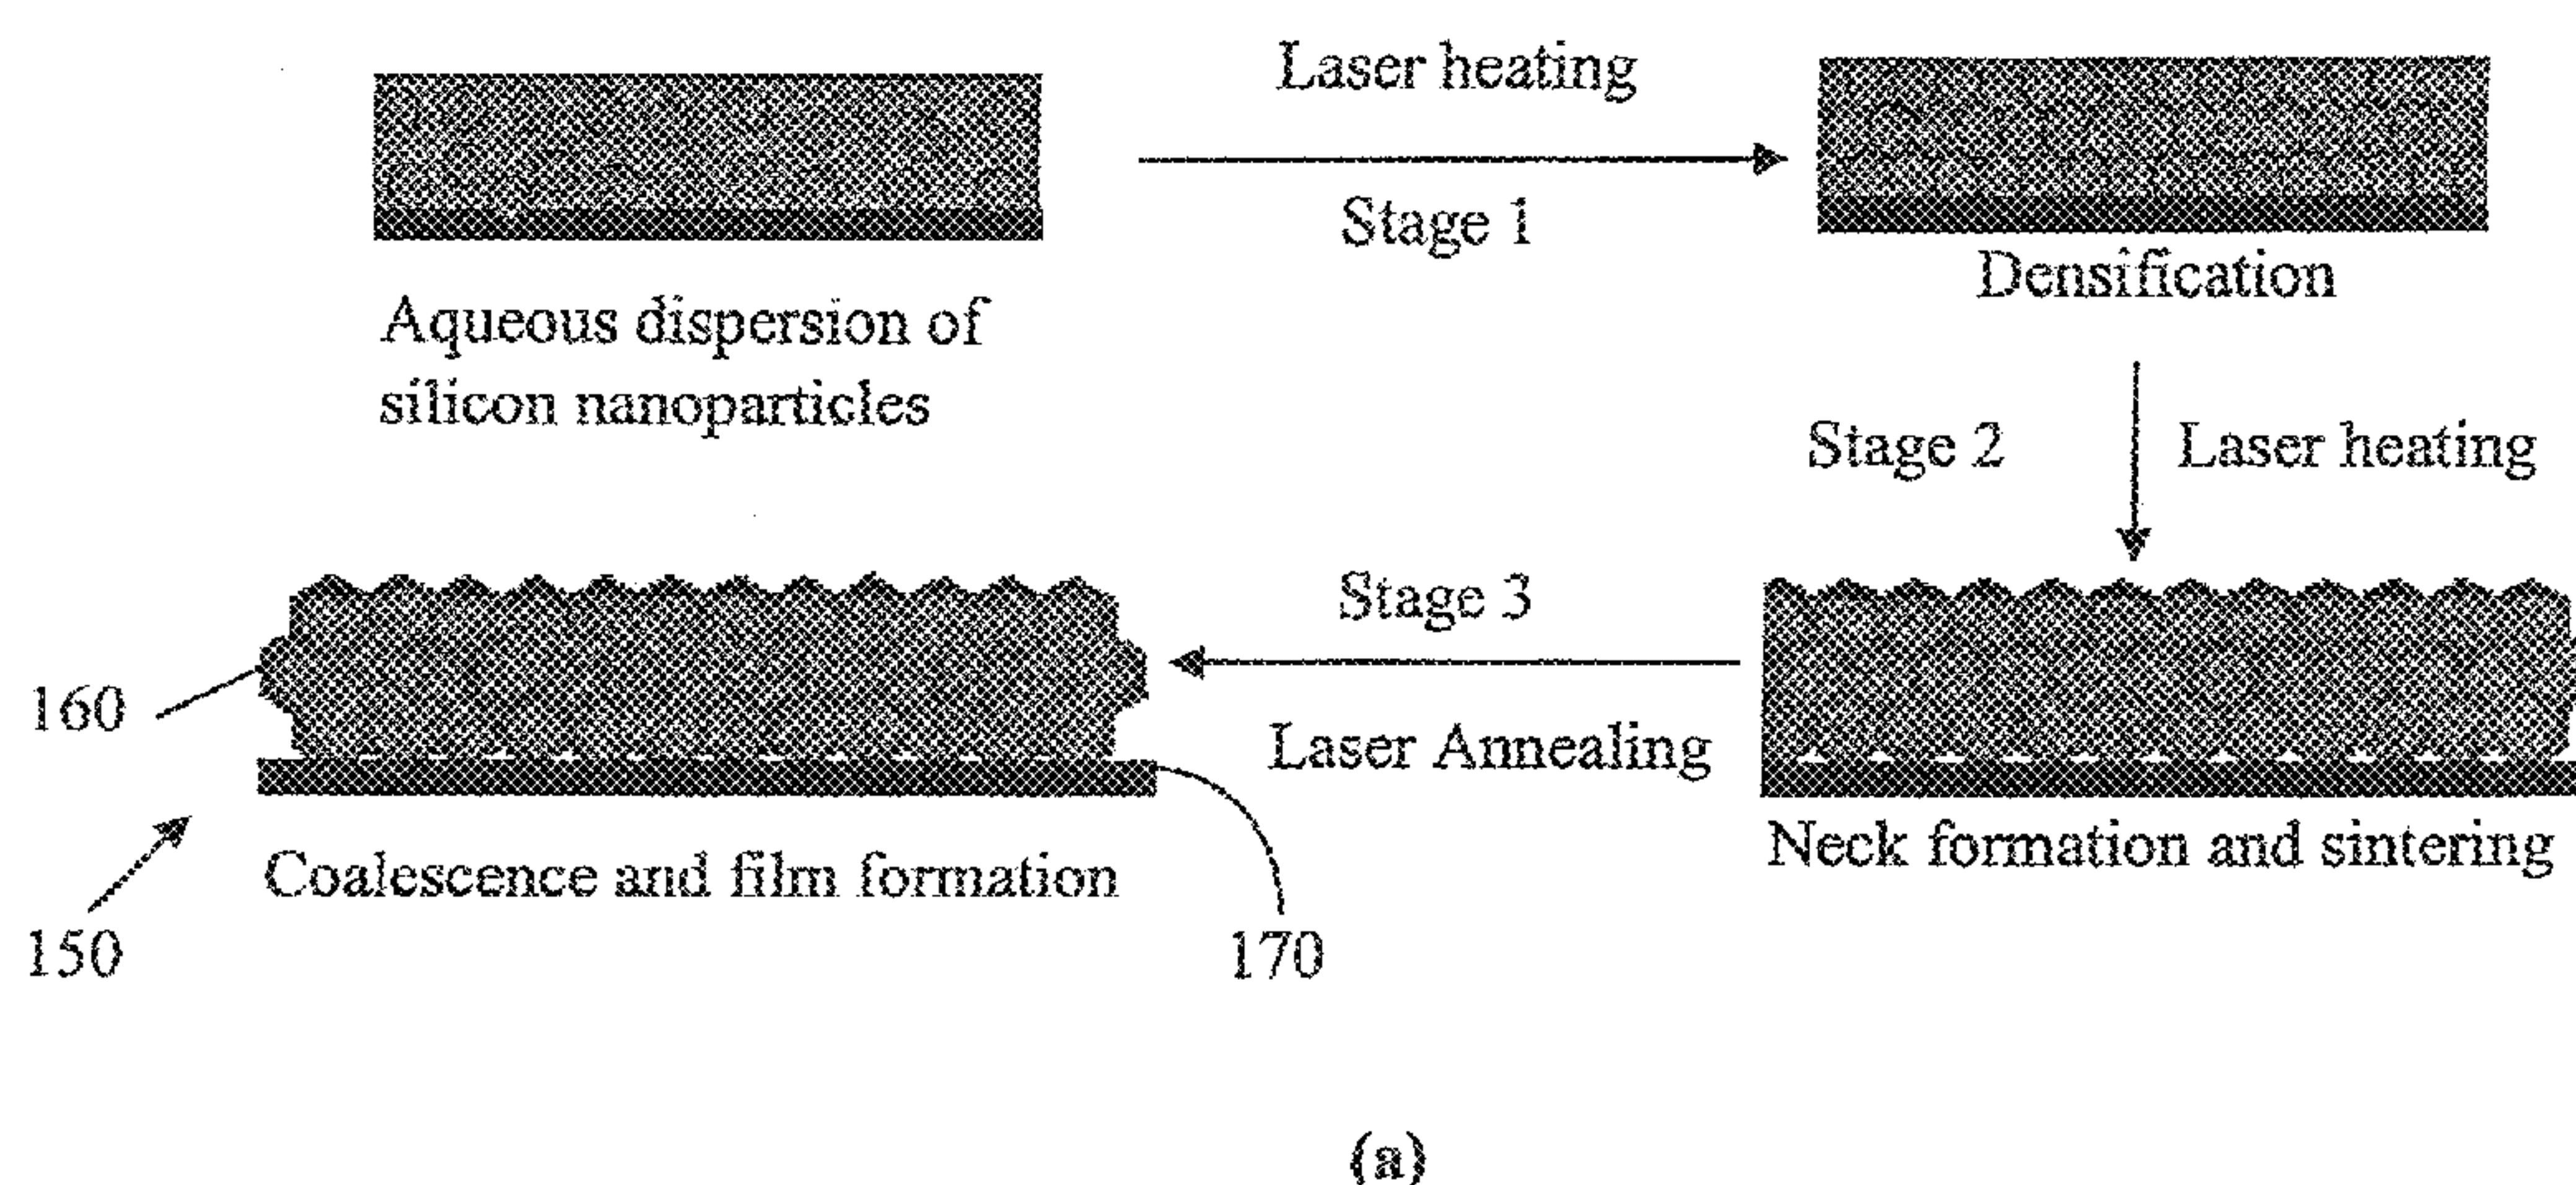 Laser heating
Stage 1
Aqueous dispersion of
silicon nanoparticles
Densification
Stage 2
Laser heating
Stage 3
Laser Annealing
160
Neck formation and sintering
Coalescence and film formation
150
170
(a)